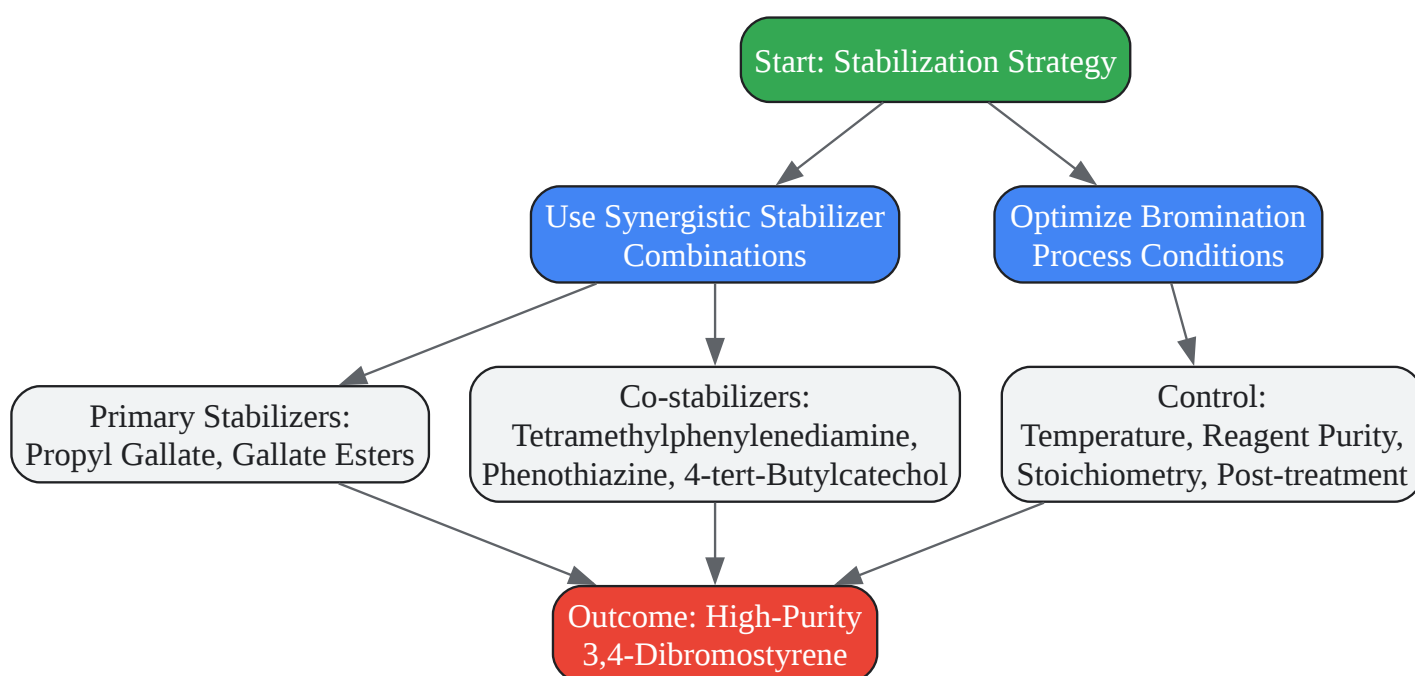 Start: Stabilization Strategy
Use Synergistic Stabilizer
Combinations
Optimize Bromination
Process Conditions
Primary Stabilizers:
Propyl Gallate, Gallate Esters
Co-stabilizers:
Tetramethylphenylenediamine,
Phenothiazine, 4-tert-Butylcatechol
Control:
Temperature, Reagent Purity,
Stoichiometry, Post-treatment
Outcome: High-Purity
3,4-Dibromostyrene